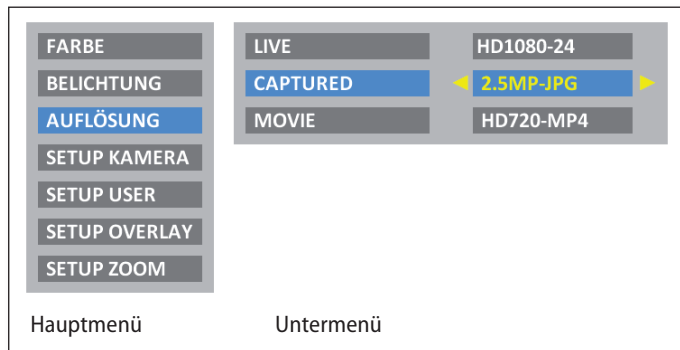 FARBE
BELICHTUNG
AUFLÖSUNG
SETUP KAMERA
SETUP USER
SETUP OVERLAY
SETUP ZOOM
LIVE HD1080-24
CAPTURED 2.5MP-JPG
MOVIE HD720-MP4
Hauptmenü Untermenü